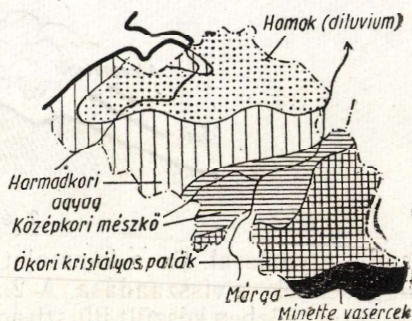 Homok (diluvium)
Harmadkori
agyag
Középkori mészkő
Ókori kristályos palák
Márga
Minette vasércek